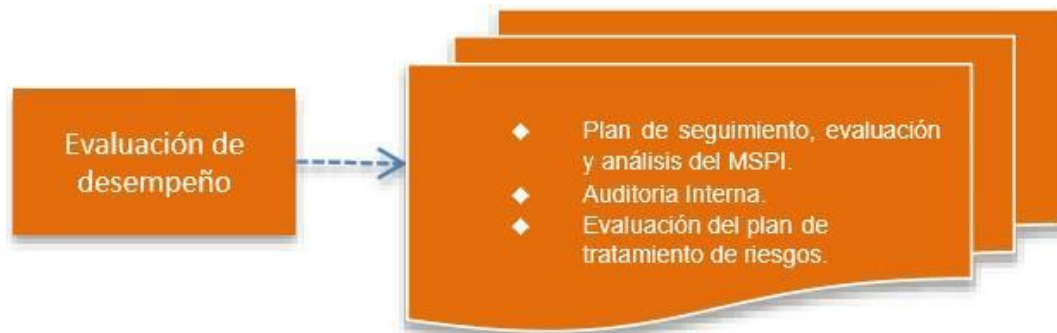 Evaluación de
desempeño
◆ Plan de seguimiento, evaluación
y análisis del MSPI.
◆ Auditoria Interna.
◆ Evaluación del plan de
tratamiento de riesgos.